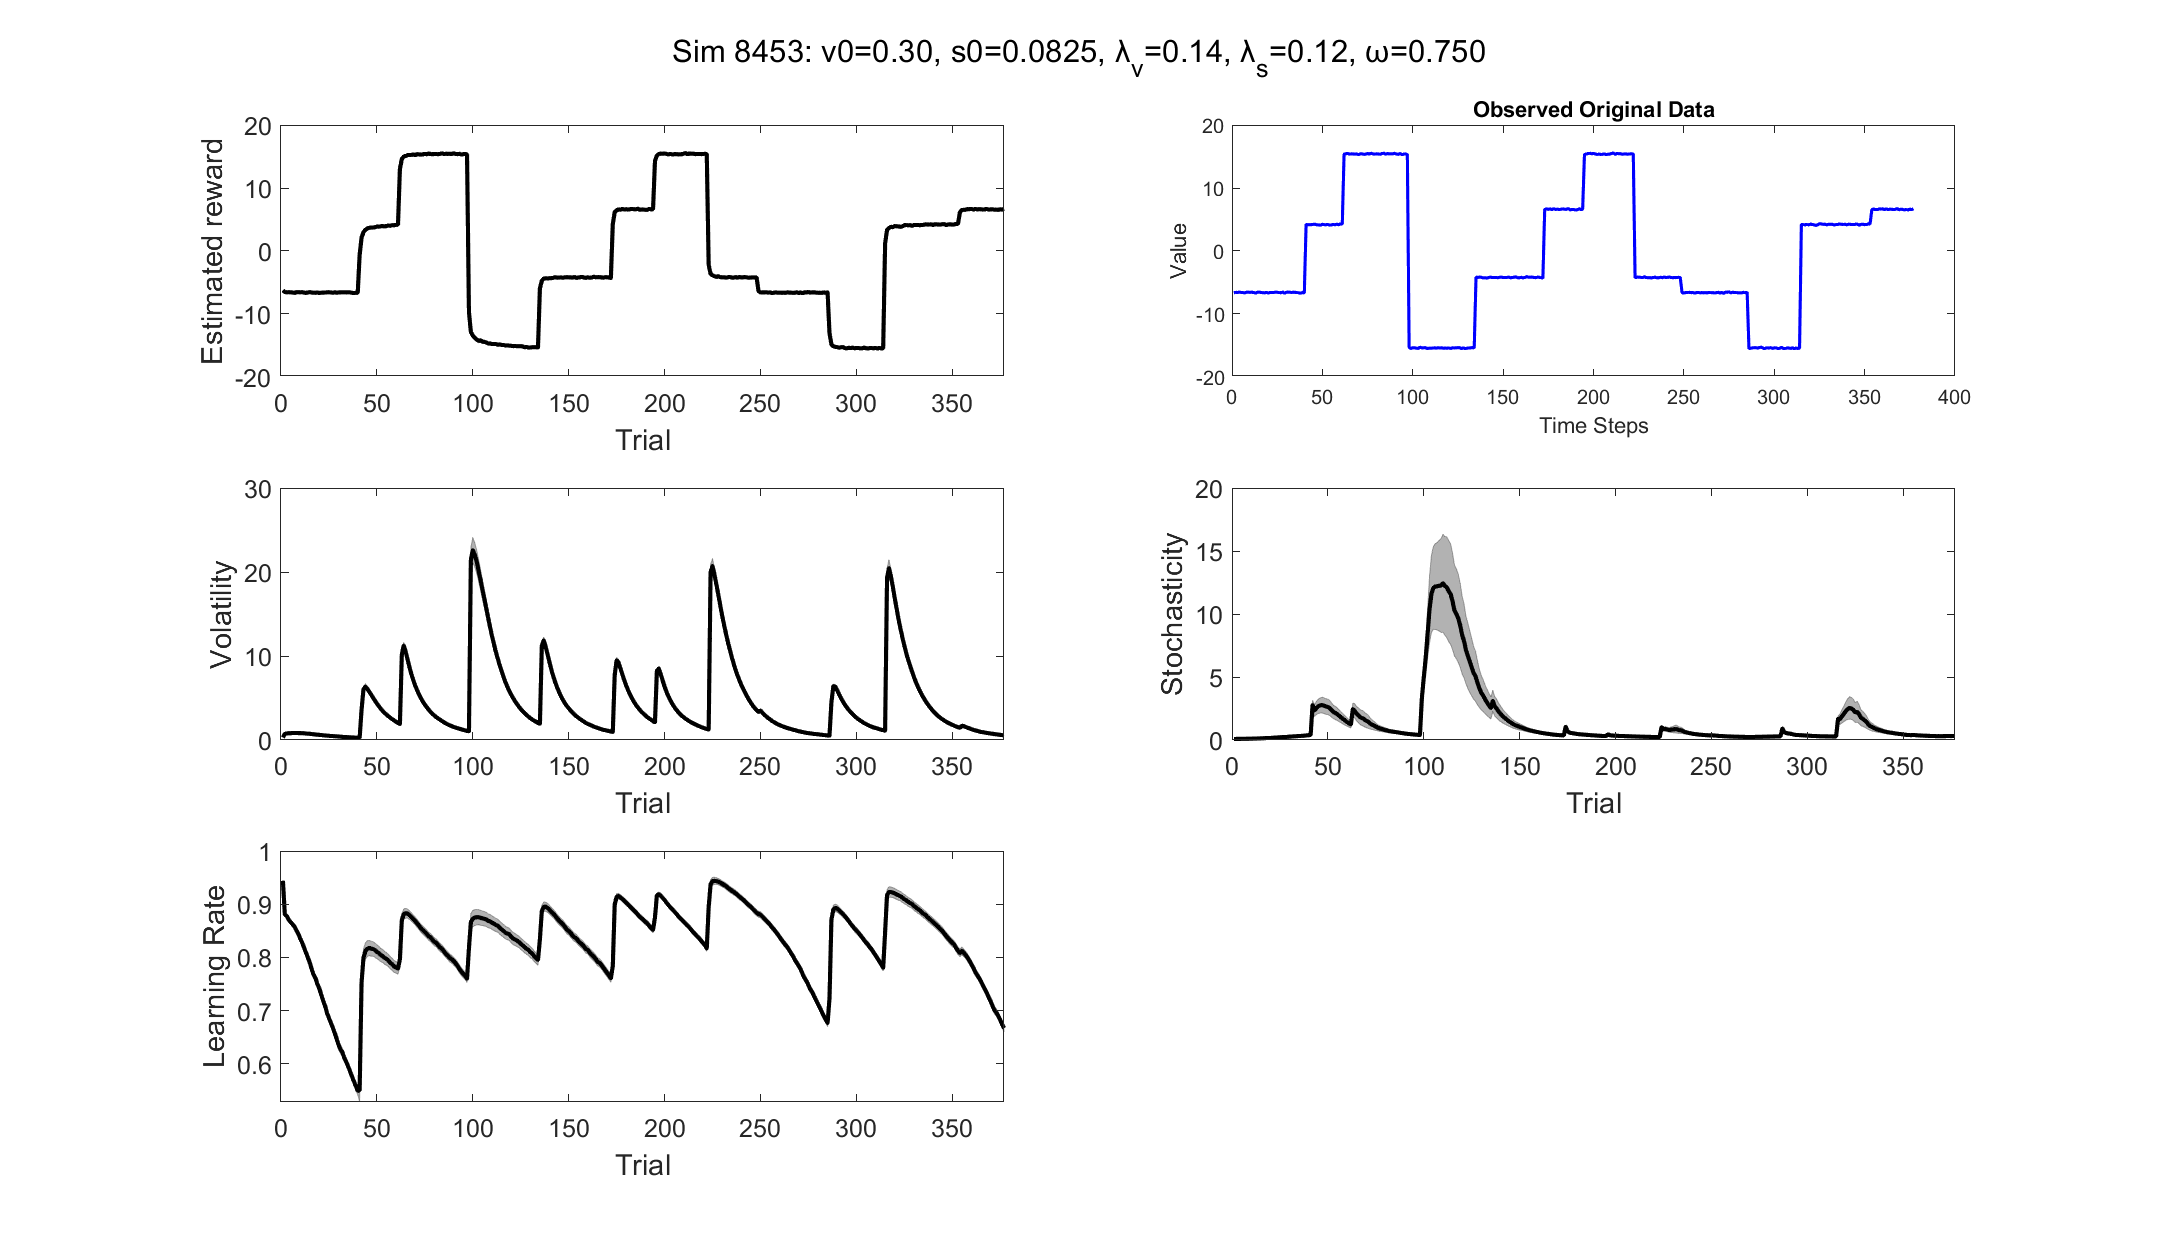 Sim 8453: v0=0.30, s0=0.0825, λ_v=0.14, λ_s=0.12, ω=0.750
20
10
0
-10
-20
Estimated reward
0 50 100 150 200 250 300 350
Trial
Observed Original Data
20
10
0
-10
-20
Value
0 50 100 150 200 250 300 350 400
Time Steps
30
20
10
0
Volatility
0 50 100 150 200 250 300 350
Trial
20
15
10
5
0
Stochasticity
0 50 100 150 200 250 300 350
Trial
1
0.9
0.8
0.7
0.6
Learning Rate
0 50 100 150 200 250 300 350
Trial